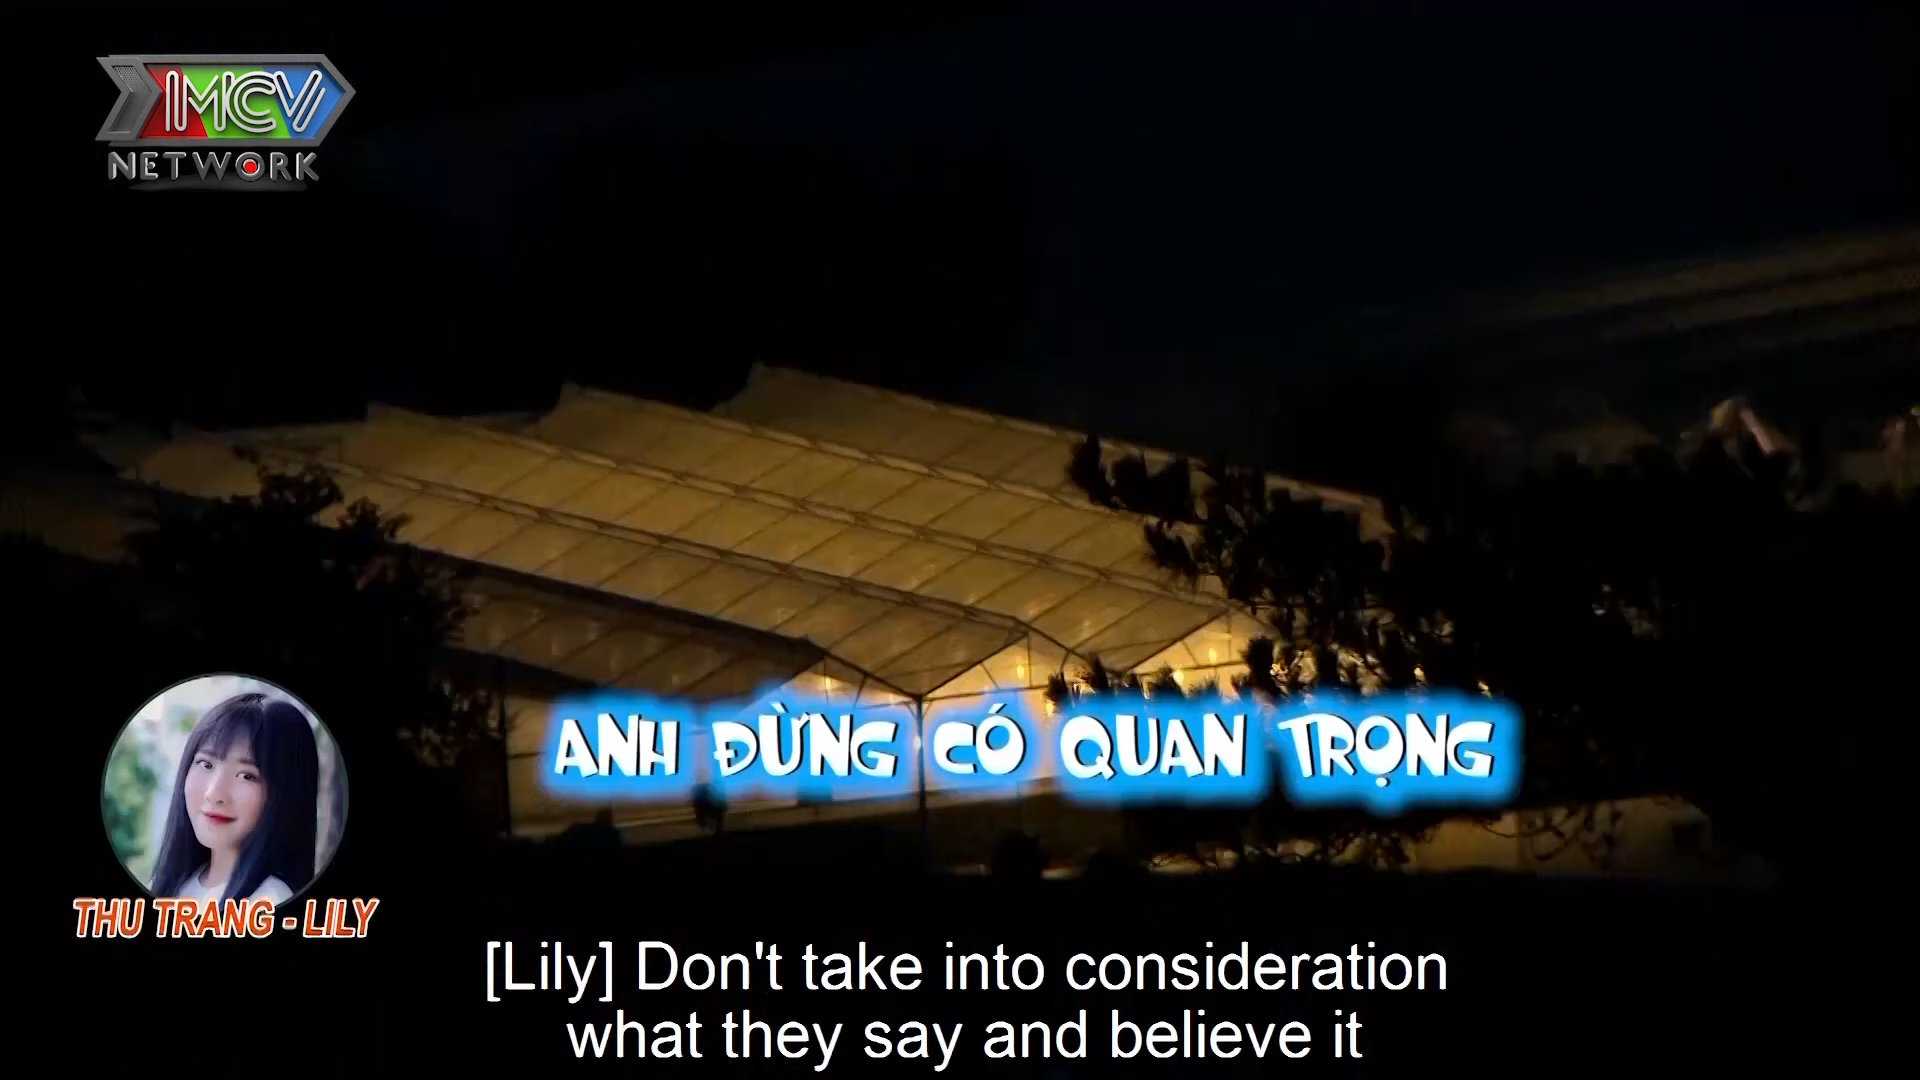 MCV
NETWORK
ANH ĐỪNG CÓ QUAN TRỌNG
THU TRANG - LILY
[Lily] Don't take into consideration
what they say and believe it